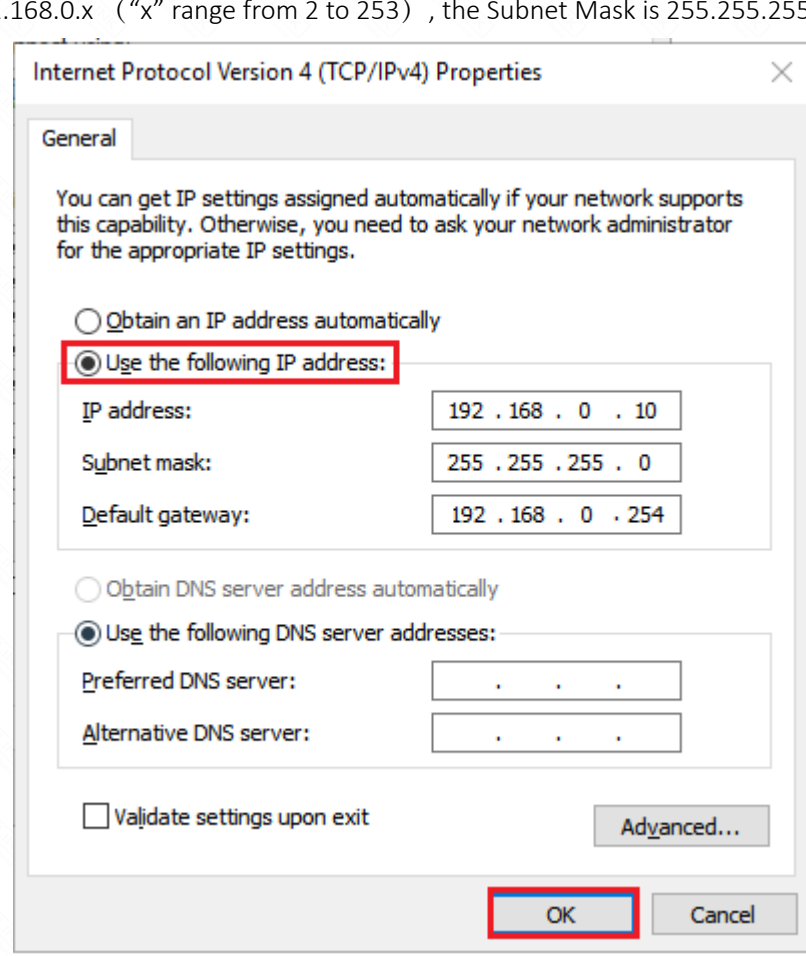 .168.0.x （“x” range from 2 to 253）, the Subnet Mask is 255.255.255
Internet Protocol Version 4 (TCP/IPv4) Properties
General
You can get IP settings assigned automatically if your network supports
this capability. Otherwise, you need to ask your network administrator
for the appropriate IP settings.
Obtain an IP address automatically
Use the following IP address:
IP address: 192 . 168 . 0 . 10
Subnet mask: 255 . 255 . 255 . 0
Default gateway: 192 . 168 . 0 . 254
Obtain DNS server address automatically
Use the following DNS server addresses:
Preferred DNS server: . . .
Alternative DNS server: . . .
Validate settings upon exit
Advanced...
OK Cancel